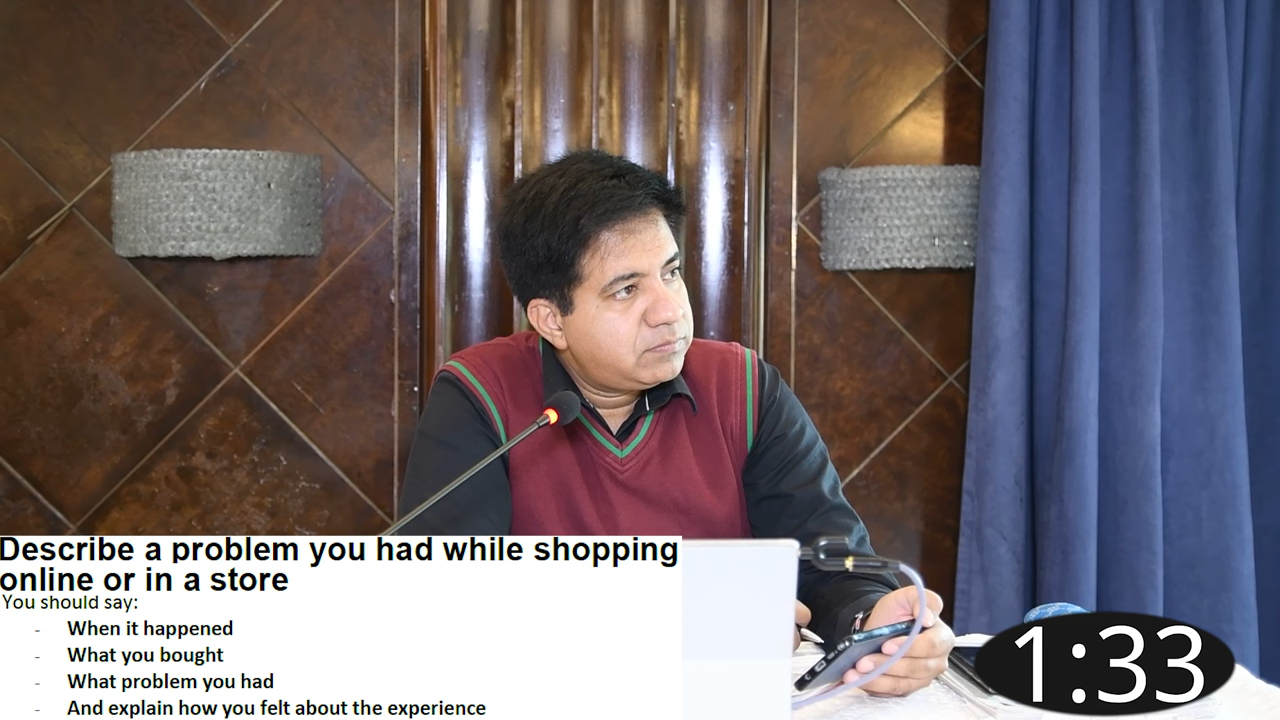 Describe a problem you had while shopping
online or in a store
You should say:
- When it happened
- What you bought
- What problem you had
- And explain how you felt about the experience
1:33